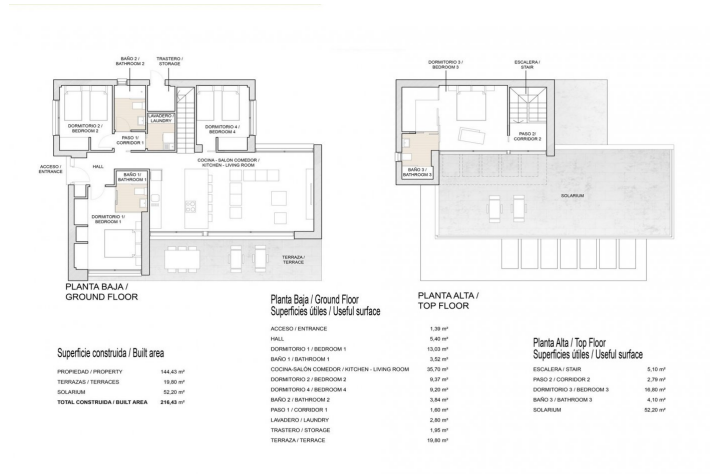 BAÑO 2 /
BATHROOM 2
TRASTERO /
STORAGE
DORMITORIO 2 /
BEDROOM 2
PASO 1/
CORRIDOR 1
LAVADERO /
LAUNDRY
DORMITORIO 4 /
BEDROOM 4
ACCESO /
ENTRANCE
HALL
COCINA - SALON COMEDOR /
KITCHEN - LIVING ROOM
BAÑO 1/
BATHROOM 1
DORMITORIO 1/
BEDROOM 1
TERRAZA /
TERRACE
PLANTA BAJA /
GROUND FLOOR
DORMITORIO 3 /
BEDROOM 3
ESCALERA /
STAIR
PASO 2/
CORRIDOR 2
BAÑO 3 /
BATHROOM 3
SOLARIUM
PLANTA ALTA /
TOP FLOOR
Superficie construida / Built area
PROPIEDAD / PROPERTY 144,43 m²
TERRAZAS / TERRACES 19,80 m²
SOLARIUM 52,20 m²
TOTAL CONSTRUIDA / BUILT AREA 216,43 m²
Planta Baja / Ground Floor
Superficies útiles / Useful surface
ACCESO / ENTRANCE 1,39 m²
HALL 5,40 m²
DORMITORIO 1 / BEDROOM 1 13,03 m²
BAÑO 1 / BATHROOM 1 3,52 m²
COCINA-SALÓN COMEDOR / KITCHEN - LIVING ROOM 35,70 m²
DORMITORIO 2 / BEDROOM 2 9,37 m²
DORMITORIO 4 / BEDROOM 4 9,20 m²
BAÑO 2 / BATHROOM 2 3,84 m²
PASO 1 / CORRIDOR 1 1,60 m²
LAVADERO / LAUNDRY 2,80 m²
TRASTERO / STORAGE 1,95 m²
TERRAZA / TERRACE 19,80 m²
Planta Alta / Top Floor
Superficies útiles / Useful surface
ESCALERA / STAIR 5,10 m²
PASO 2 / CORRIDOR 2 2,79 m²
DORMITORIO 3 / BEDROOM 3 16,80 m²
BAÑO 3 / BATHROOM 3 4,10 m²
SOLARIUM 52,20 m²